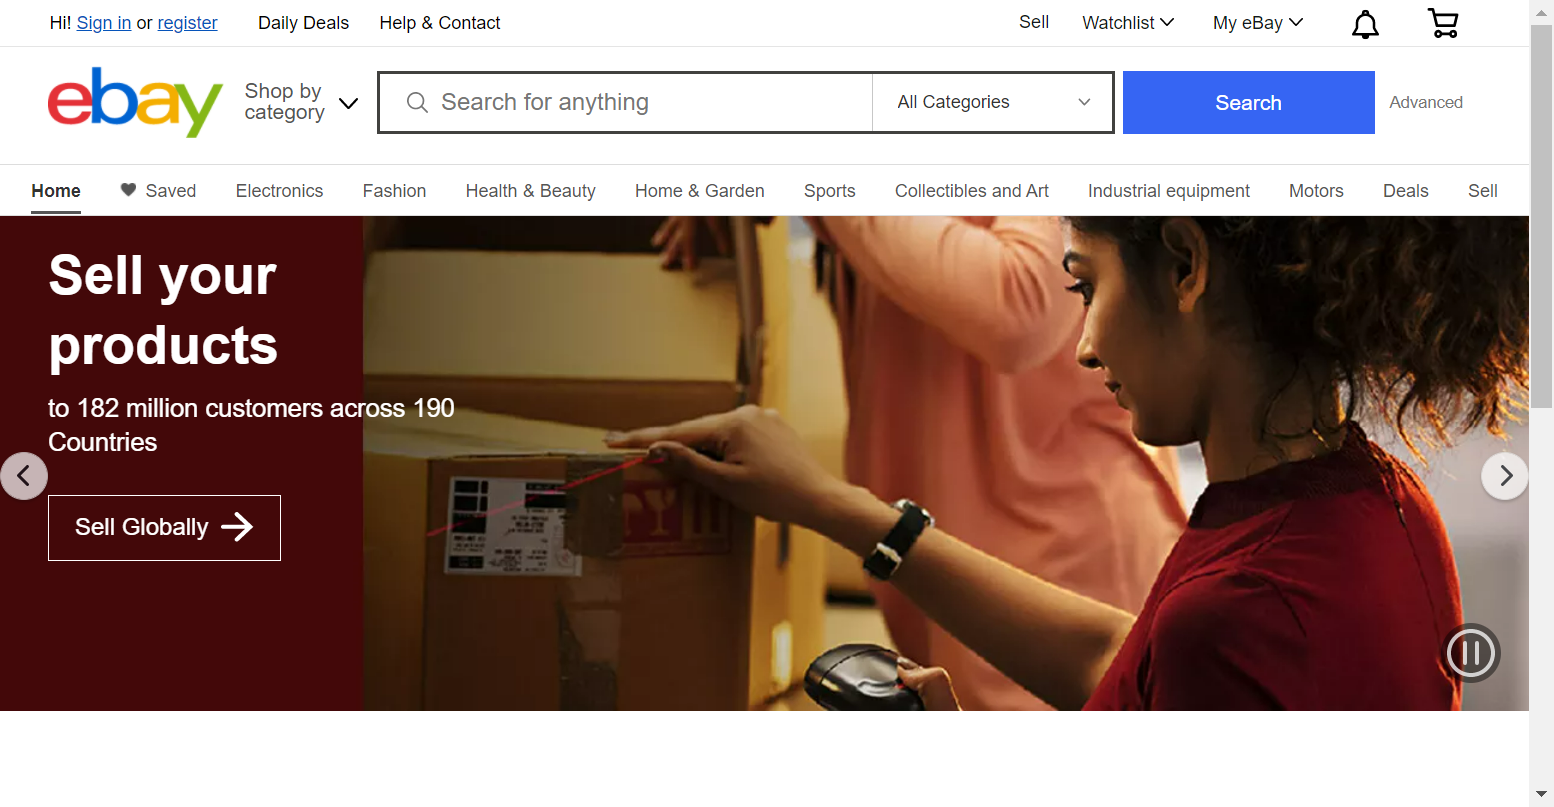 Hi! Sign in or register Daily Deals Help & Contact Sell Watchlist My eBay
ebay
Shop by category
Search for anything
All Categories
Search
Advanced
Home Saved Electronics Fashion Health & Beauty Home & Garden Sports Collectibles and Art Industrial equipment Motors Deals Sell
Sell your
products
to 182 million customers across 190
Countries
Sell Globally